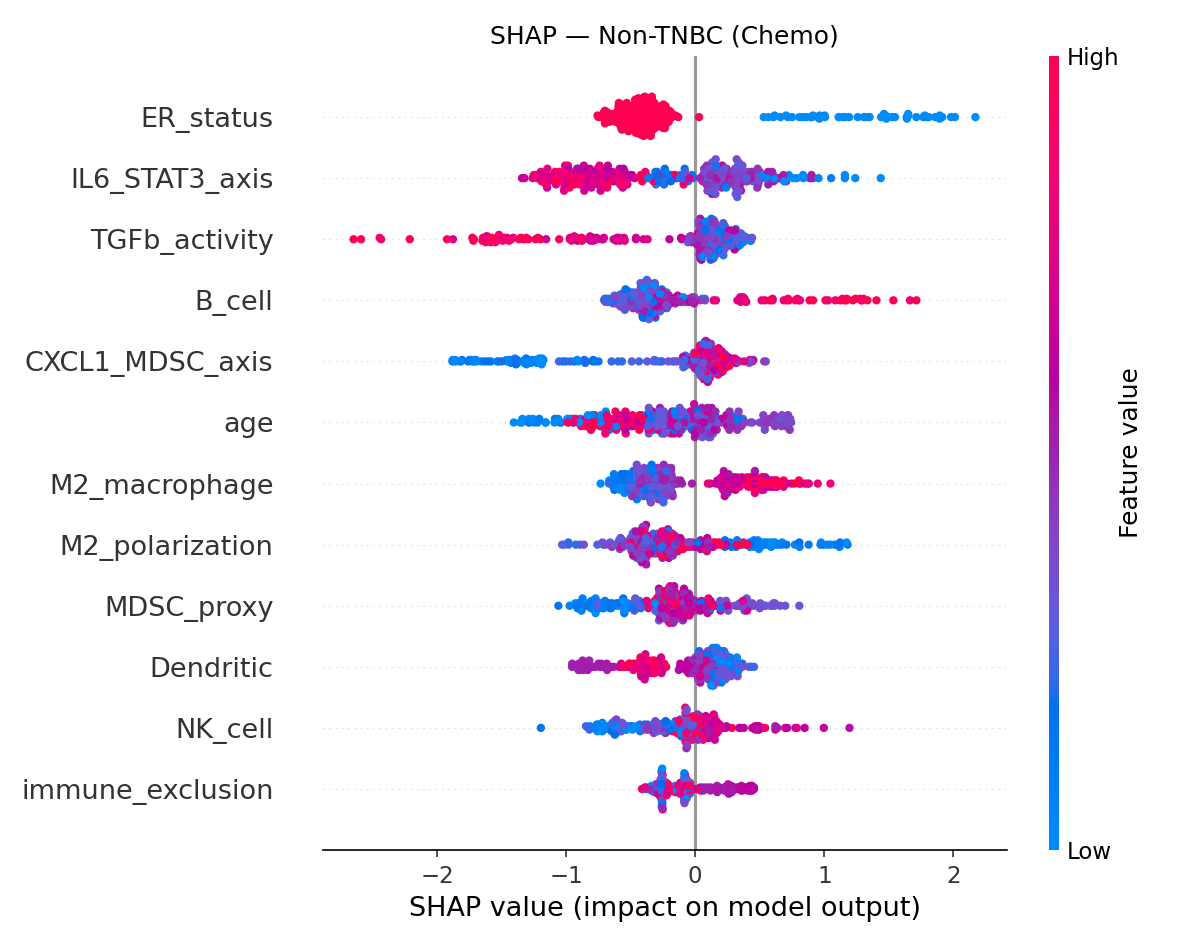 SHAP — Non-TNBC (Chemo)
High
ER_status
IL6_STAT3_axis
TGFb_activity
B_cell
CXCL1_MDSC_axis
age
M2_macrophage
M2_polarization
MDSC_proxy
Dendritic
NK_cell
immune_exclusion
Feature value
Low
−2 −1 0 1 2
SHAP value (impact on model output)